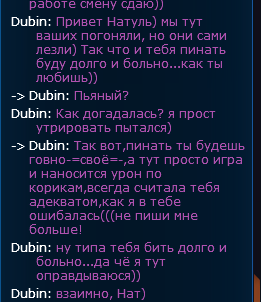 работе смену сдаю))
Dubin: Привет Натуль) мы тут
ваших погоняли, но они сами
лезли) Так что и тебя пинать
буду долго и больно...как ты
любишь))
-> Dubin: Пьяный?
Dubin: Как догадалась? я прост
утрировать пытался)
-> Dubin: Так вот,пинать ты будешь
говно-=своё=-,а тут просто игра
и наносится урон по
корикам,всегда считала тебя
адекватом,как я в тебе
ошибалась(((не пиши мне
больше!
Dubin: ну типа тебя бить долго и
больно...да чё я тут
оправдываюся))
Dubin: взаимно, Нат)